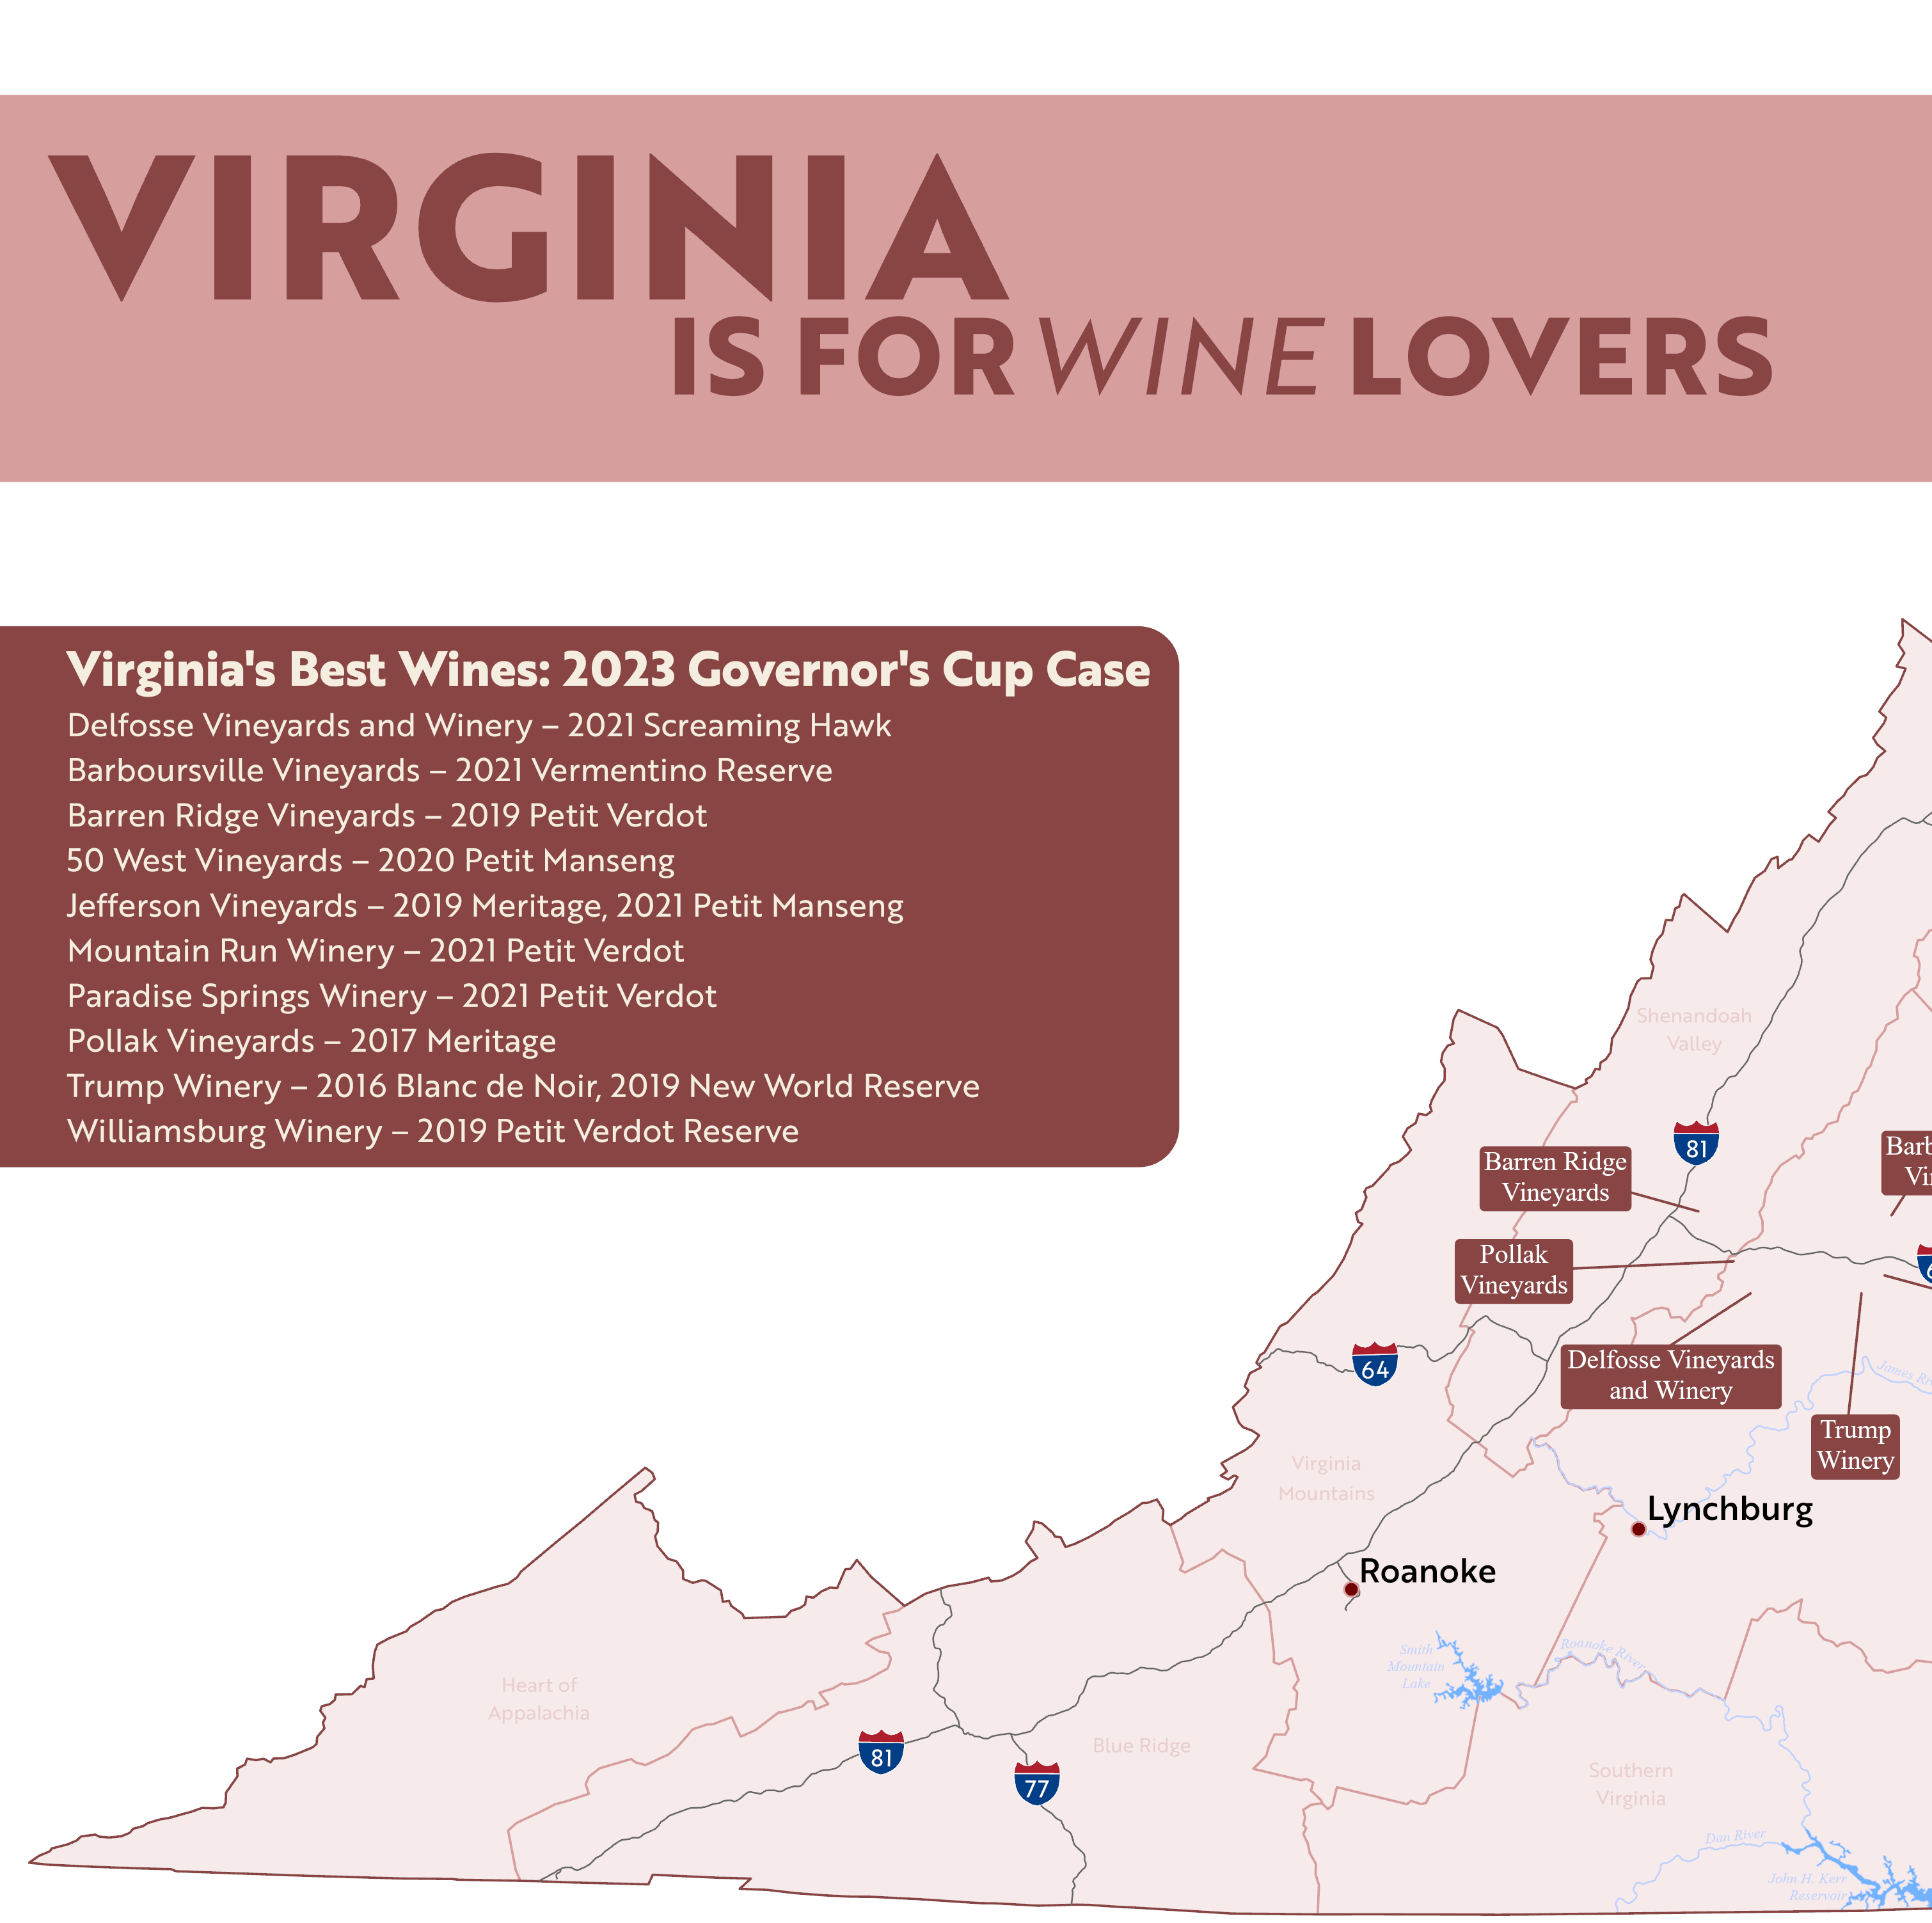 VIRGINIA
IS FOR WINE LOVERS
Virginia's Best Wines: 2023 Governor's Cup Case
Delfosse Vineyards and Winery – 2021 Screaming Hawk
Barboursville Vineyards – 2021 Vermentino Reserve
Barren Ridge Vineyards – 2019 Petit Verdot
50 West Vineyards – 2020 Petit Manseng
Jefferson Vineyards – 2019 Meritage, 2021 Petit Manseng
Mountain Run Winery – 2021 Petit Verdot
Paradise Springs Winery – 2021 Petit Verdot
Pollak Vineyards – 2017 Meritage
Trump Winery – 2016 Blanc de Noir, 2019 New World Reserve
Williamsburg Winery – 2019 Petit Verdot Reserve
Shenandoah
Valley
81
Barren Ridge
Vineyards
Pollak
Vineyards
64
Delfosse Vineyards
and Winery
James
Trump
Winery
Virginia
Mountains
Lynchburg
Roanoke
Smith
Mountain
Lake
Roanoke River
Heart of
Appalachia
Blue Ridge
81
77
Southern
Virginia
Dan River
John H. Kerr
Reservoir